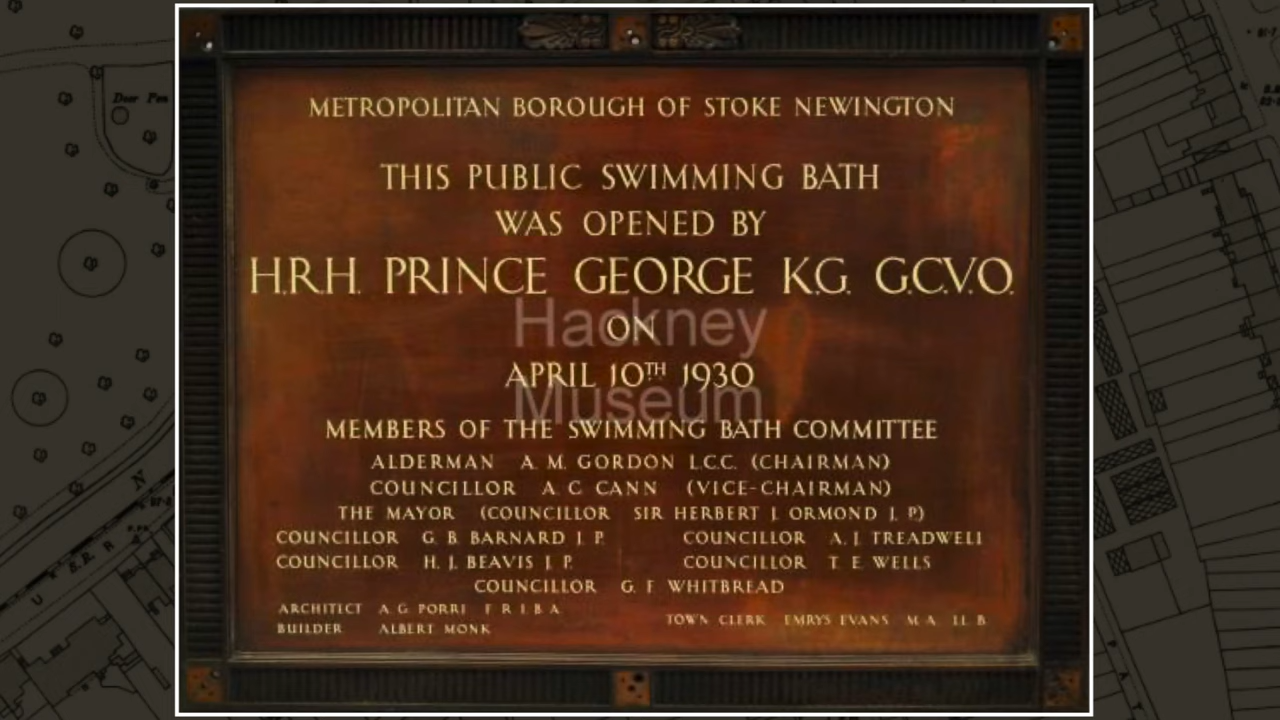 METROPOLITAN BOROUGH OF STOKE NEWINGTON
THIS PUBLIC SWIMMING BATH
WAS OPENED BY
H.R.H. PRINCE GEORGE K.G. G.C.V.O.
ON
APRIL 10TH 1930
Hackney
Museum
MEMBERS OF THE SWIMMING BATH COMMITTEE
ALDERMAN A. M. GORDON L.C.C. (CHAIRMAN)
COUNCILLOR A. C. CANN (VICE-CHAIRMAN)
THE MAYOR (COUNCILLOR SIR HERBERT J. ORMOND J. P.)
COUNCILLOR G. B. BARNARD J. P. COUNCILLOR A. J. TREADWELL
COUNCILLOR H. J. BEAVIS J. P. COUNCILLOR T. E. WELLS
COUNCILLOR G. F. WHITBREAD
ARCHITECT A. G. PORRI F R I B A
BUILDER ALBERT MONK
TOWN CLERK EMRYS EVANS M A LL B
Deer Pen
N